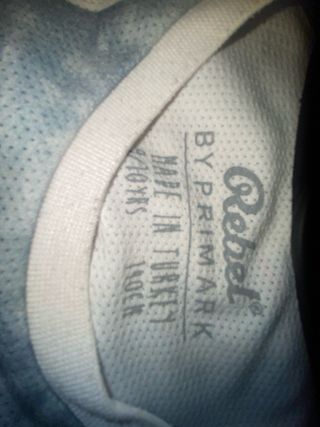 Rebel®
BY PRIMARK
MADE IN TURKEY
9/10YRS 140CM